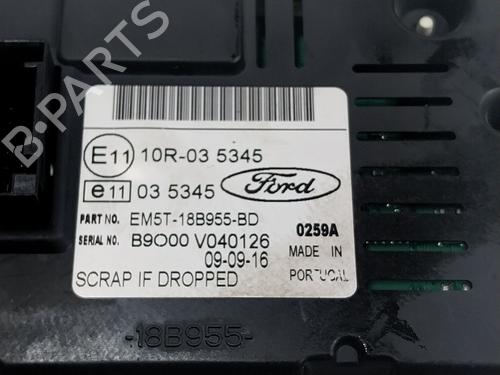 E11 10R-03 5345
e11 03 5345 Ford
PART NO. EM5T-18B955-BD
SERIAL NO. B9O00 V040126 0259A
09-09-16 MADE IN
SCRAP IF DROPPED PORTUGAL
-18B955-
B-PARTS